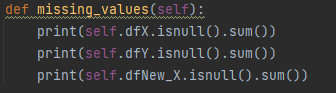 def missing_values(self):
    print(self.dfX.isnull().sum())
    print(self.dfY.isnull().sum())
    print(self.dfNew_X.isnull().sum())